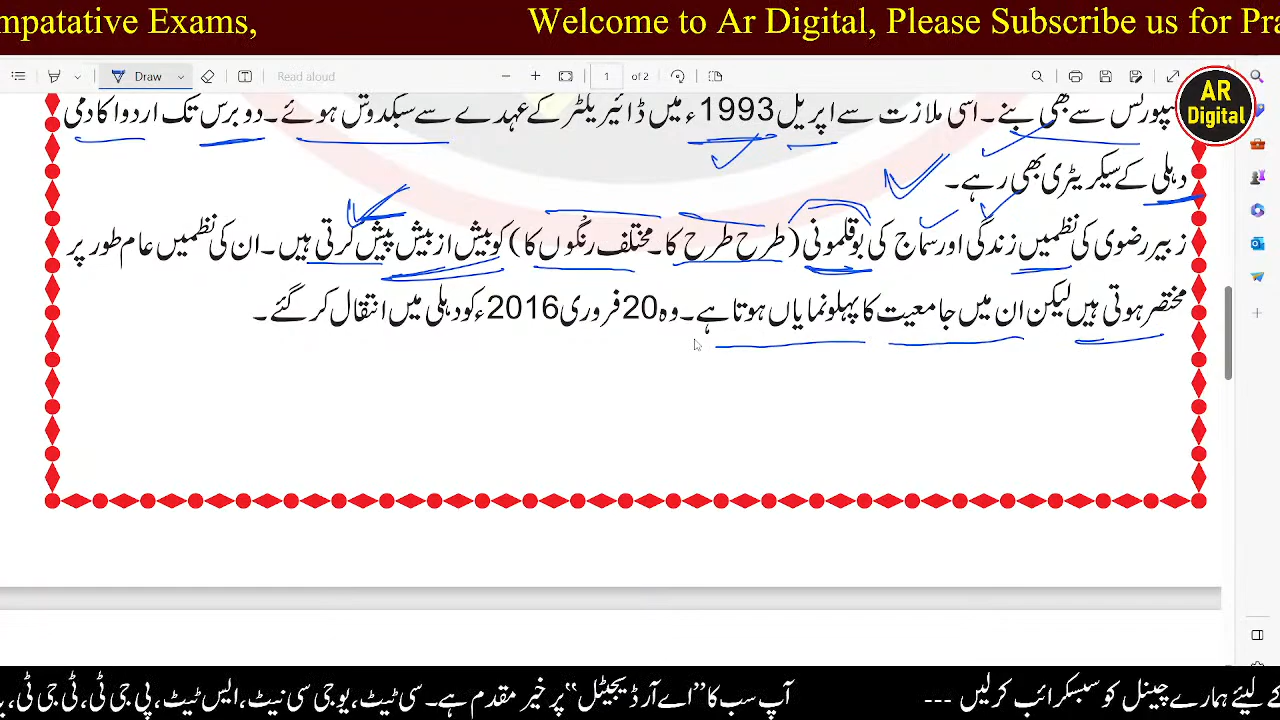 mpatative Exams,
Welcome to Ar Digital, Please Subscribe us for Pra
Draw
Read aloud
1 of 2
AR
Digital
سپورٹس سے بھی بنے۔ اسی ملازت سے اپریل 1993ء میں ڈائیریکٹر کے عہدے سے سبکدوش ہوئے۔ دو برس تک اردو اکادمی
دہلی کے سیکریٹری بھی رہے۔
زبیر رضوی کی نظمیں زندگی اور سماج کی بوقلمونی (طرح طرح کا۔ مختلف رنگوں کا) کو بیش از بیش پیش کرتی ہیں۔ ان کی نظمیں عام طور پر
مختصر ہوتی ہیں لیکن ان میں جامعیت کا پہلو نمایاں ہوتا ہے۔ وہ 20 فروری 2016ء کو دہلی میں انتقال کر گئے۔
کے لیئے ہمارے چینل کو سبسکرائب کرلیں ---
آپ سب کا ”اے آر ڈیجیٹل“ پر خیر مقدم ہے۔ سی ٹیٹ، یو جی سی نیٹ، ایس ٹیٹ، پی جی ٹی، ٹی جی ٹی،